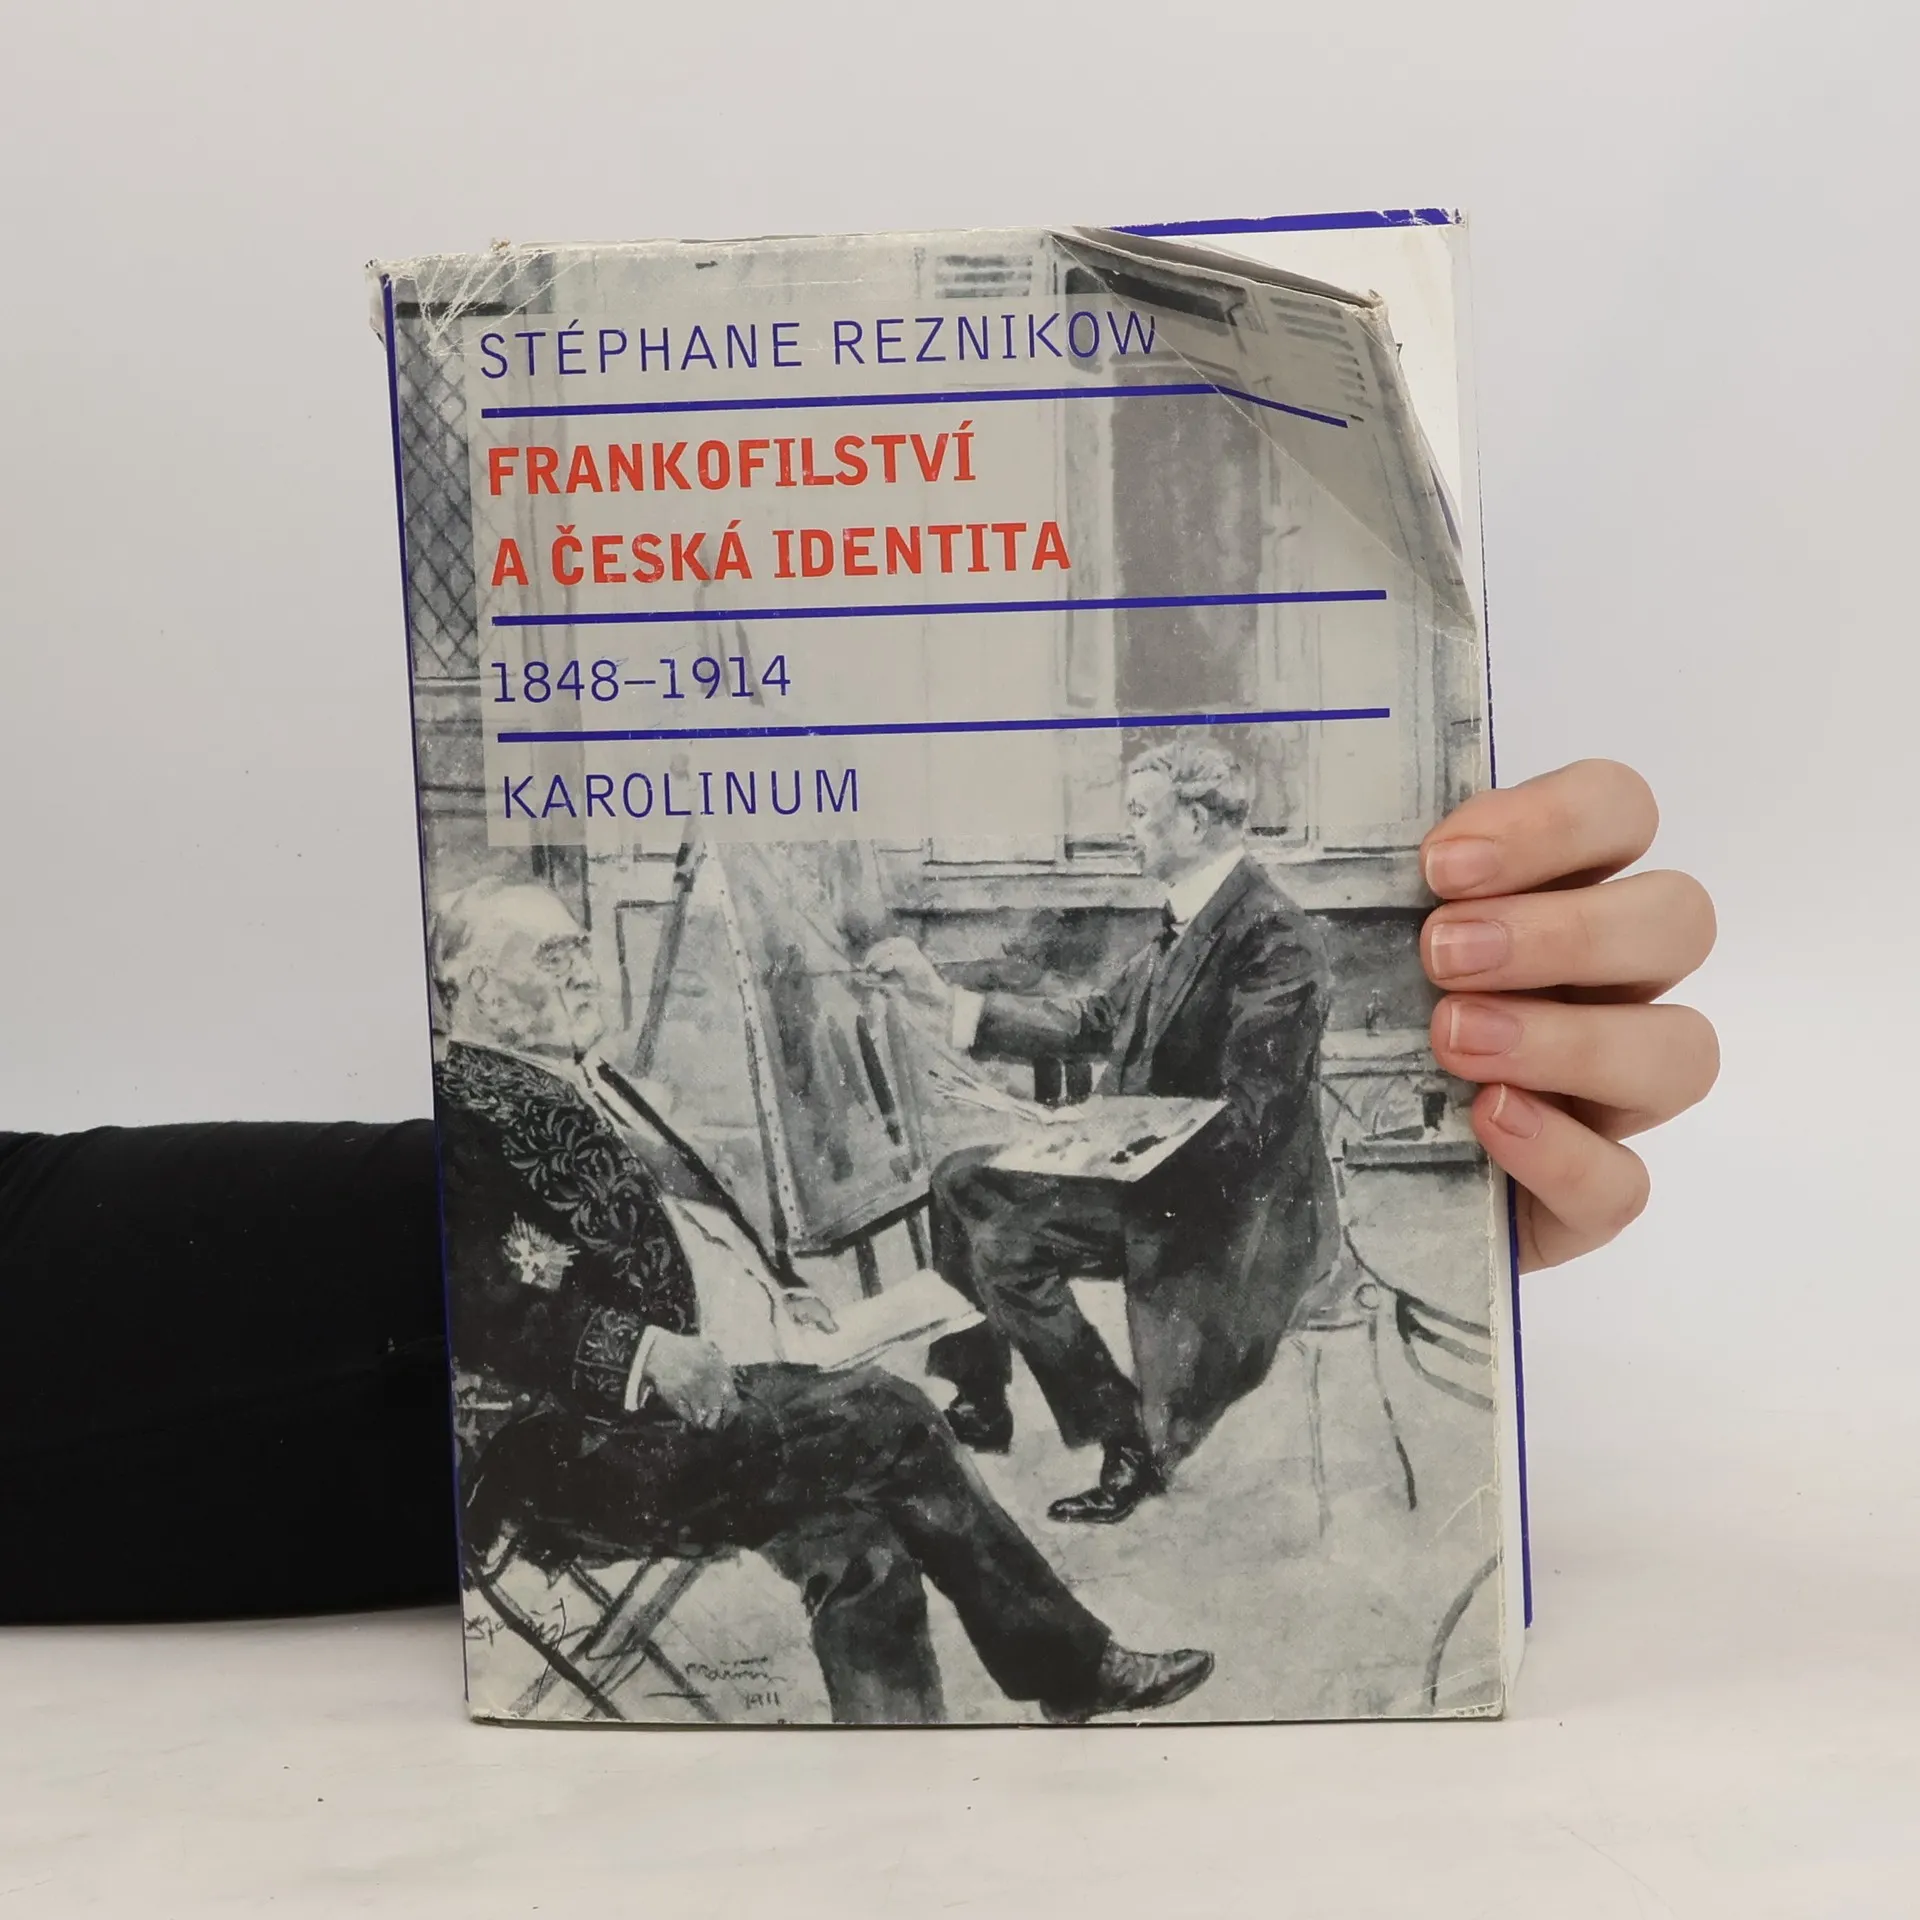 STÉPHANE REZNIKOW
FRANKOFILSTVÍ
A ČESKÁ IDENTITA
1848–1914
KAROLINUM
1911